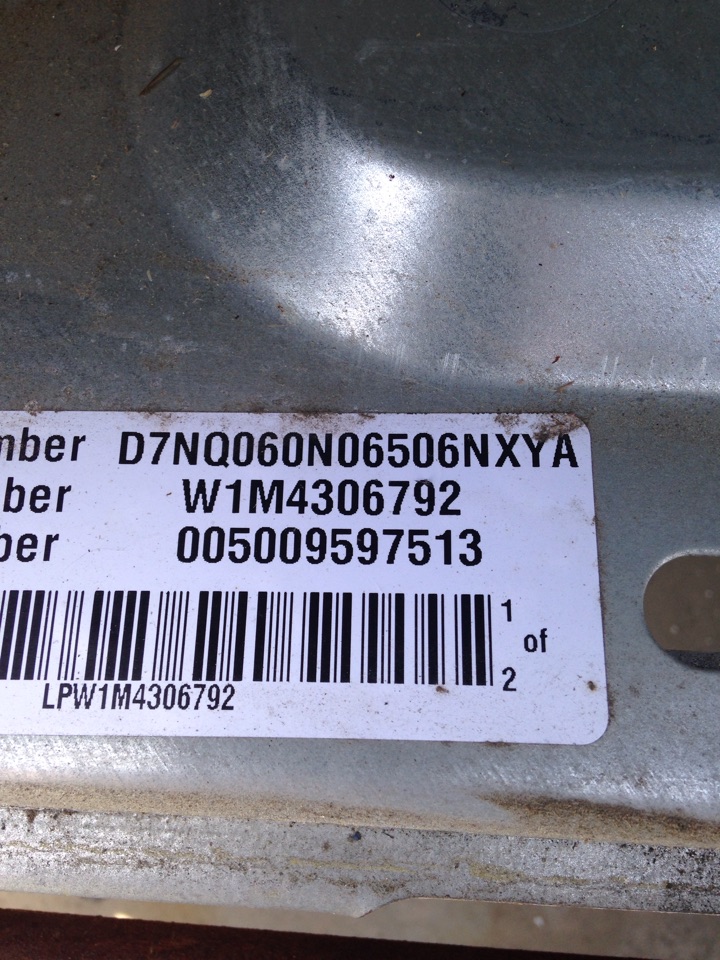 mber D7NQ060N06506NXYA
ber W1M4306792
ber 005009597513
1
of
2
LPW1M4306792